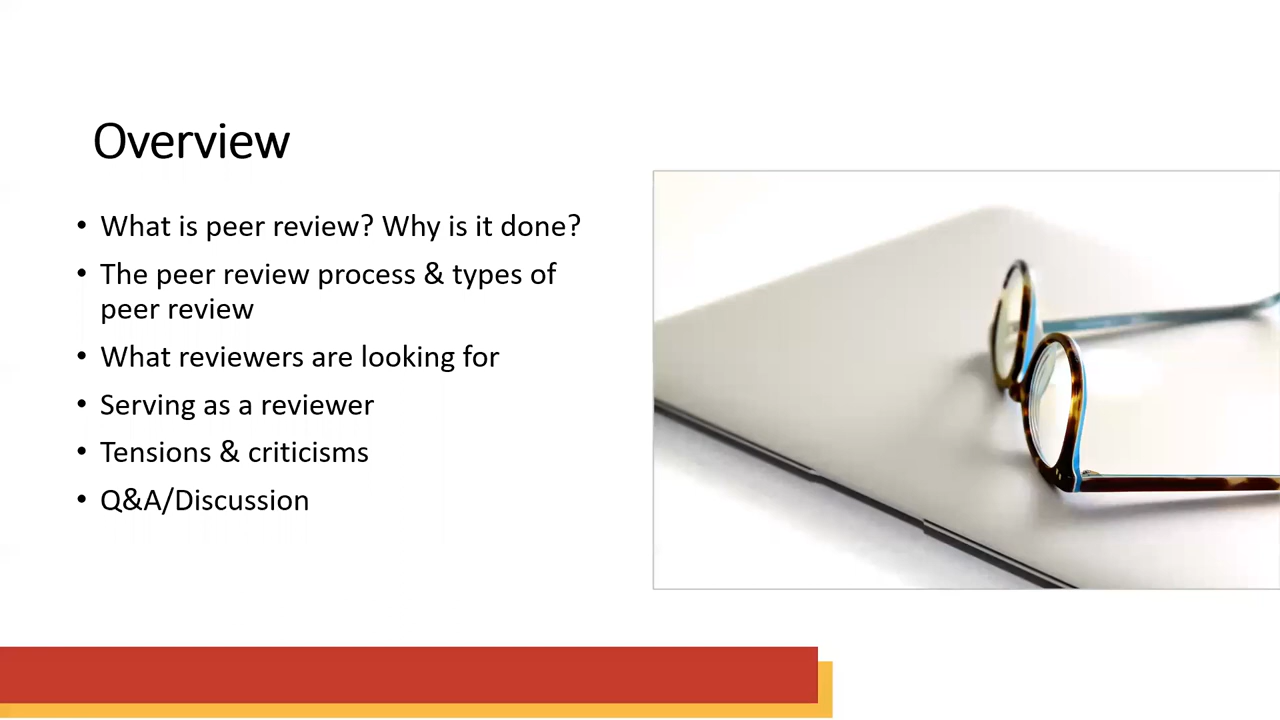 Overview
• What is peer review? Why is it done?
• The peer review process & types of
peer review
• What reviewers are looking for
• Serving as a reviewer
• Tensions & criticisms
• Q&A/Discussion